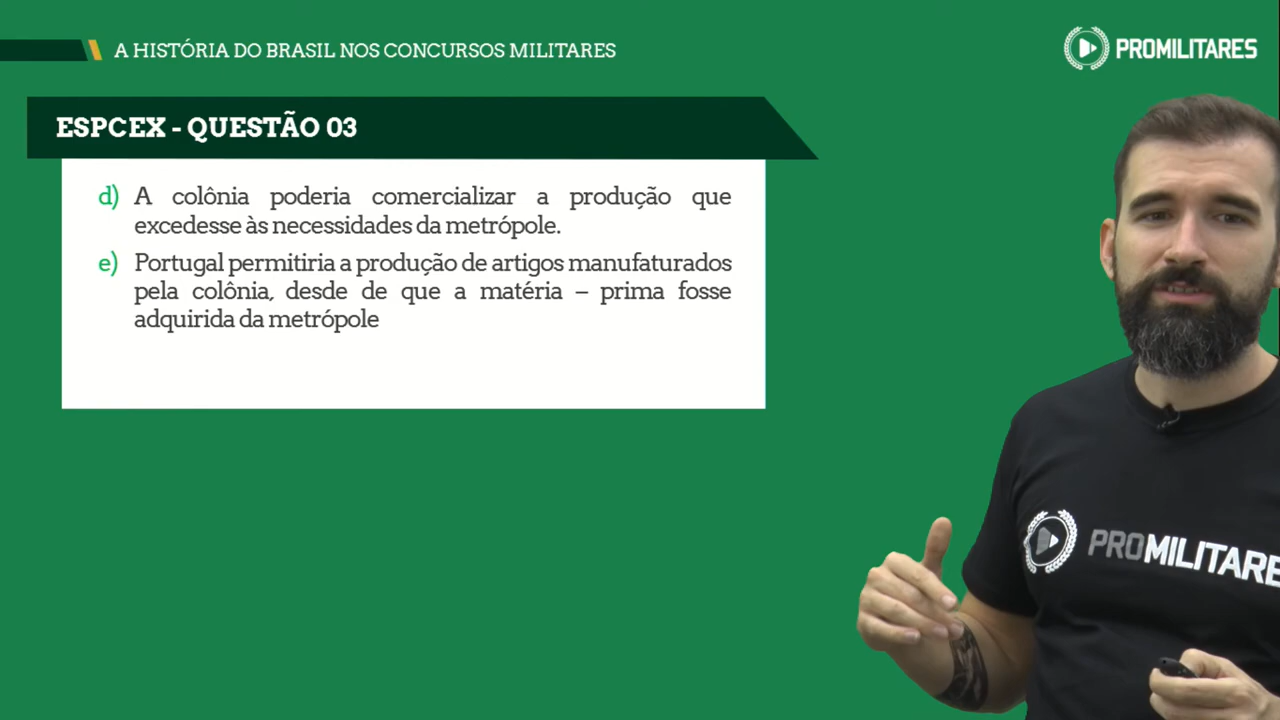 A HISTÓRIA DO BRASIL NOS CONCURSOS MILITARES
PROMILITARES
ESPCEX - QUESTÃO 03
d) A colônia poderia comercializar a produção que
excedesse às necessidades da metrópole.
e) Portugal permitiria a produção de artigos manufaturados
pela colônia, desde de que a matéria – prima fosse
adquirida da metrópole
PROMILITARE